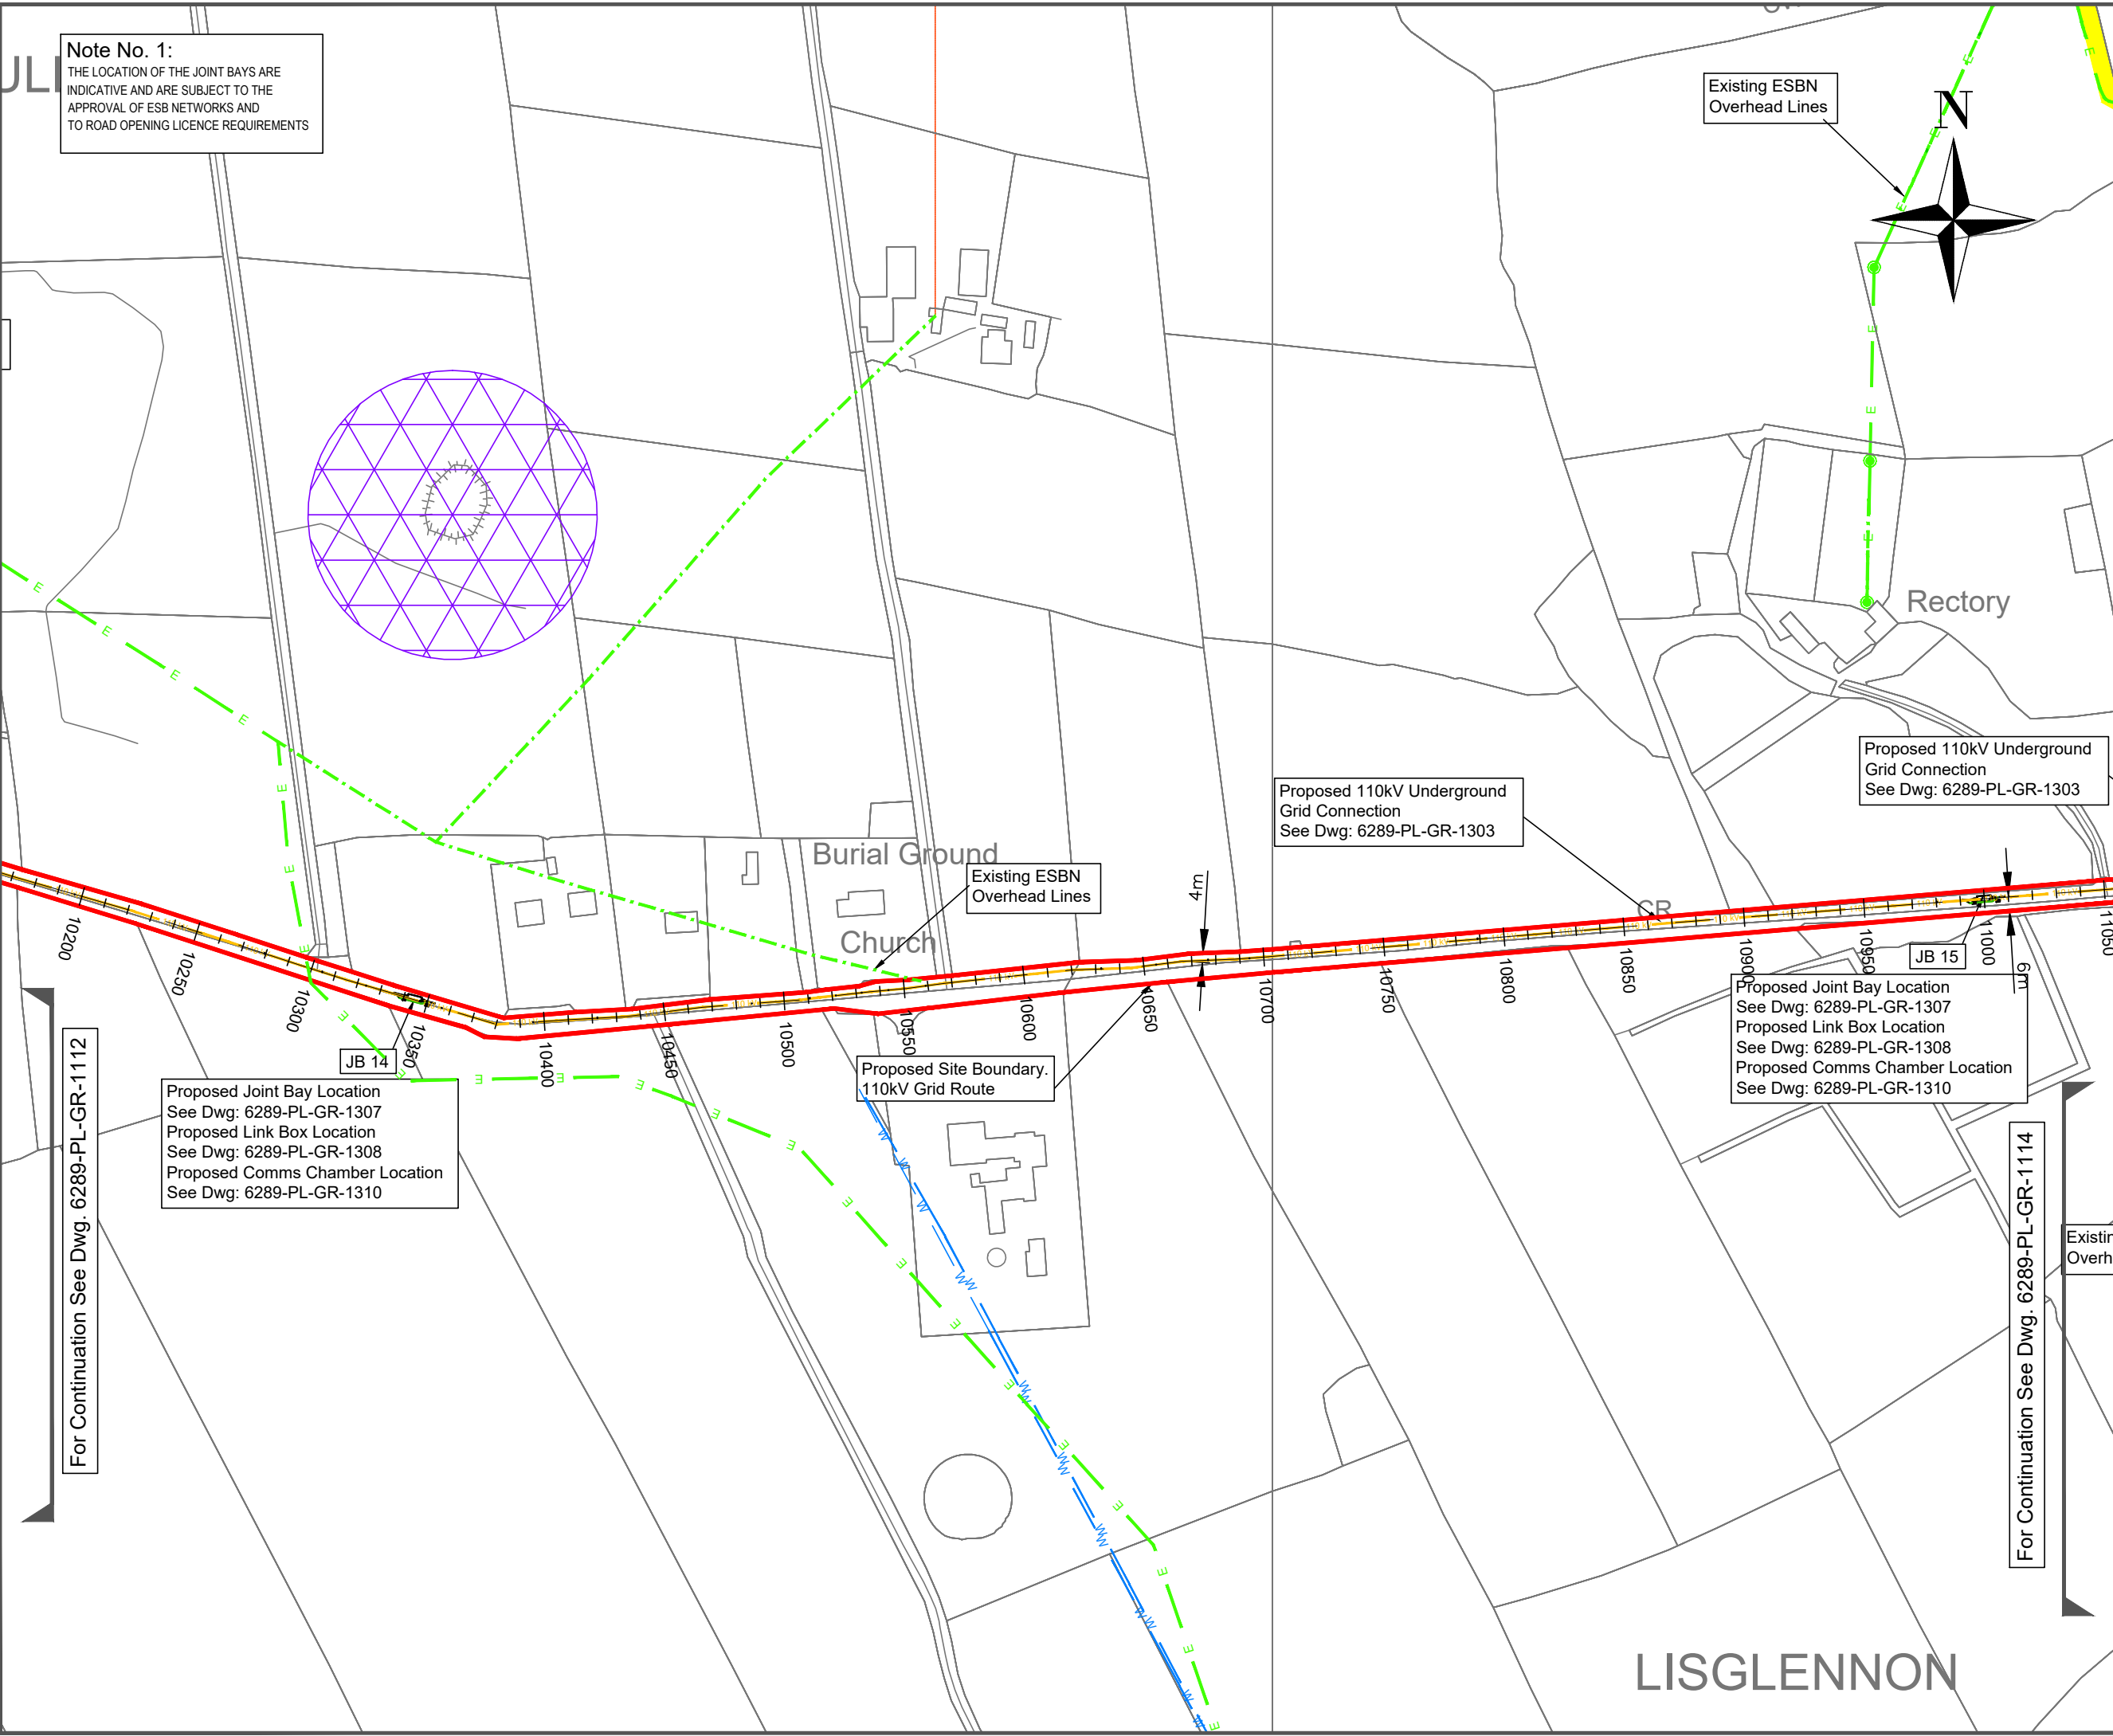 Note No. 1:
THE LOCATION OF THE JOINT BAYS ARE
INDICATIVE AND ARE SUBJECT TO THE
APPROVAL OF ESB NETWORKS AND
TO ROAD OPENING LICENCE REQUIREMENTS
Existing ESBN
Overhead Lines
N
Rectory
Proposed 110kV Underground
Grid Connection
See Dwg: 6289-PL-GR-1303
Proposed 110kV Underground
Grid Connection
See Dwg: 6289-PL-GR-1303
Burial Ground
Existing ESBN
Overhead Lines
Church
4m
CR
6m
10200
10250
10300
10350
10400
10450
10500
10550
10600
10650
10700
10750
10800
10850
10900
10950
11000
11050
JB 14
JB 15
Proposed Joint Bay Location
See Dwg: 6289-PL-GR-1307
Proposed Link Box Location
See Dwg: 6289-PL-GR-1308
Proposed Comms Chamber Location
See Dwg: 6289-PL-GR-1310
Proposed Site Boundary.
110kV Grid Route
Proposed Joint Bay Location
See Dwg: 6289-PL-GR-1307
Proposed Link Box Location
See Dwg: 6289-PL-GR-1308
Proposed Comms Chamber Location
See Dwg: 6289-PL-GR-1310
For Continuation See Dwg. 6289-PL-GR-1112
For Continuation See Dwg. 6289-PL-GR-1114
LISGLENNON